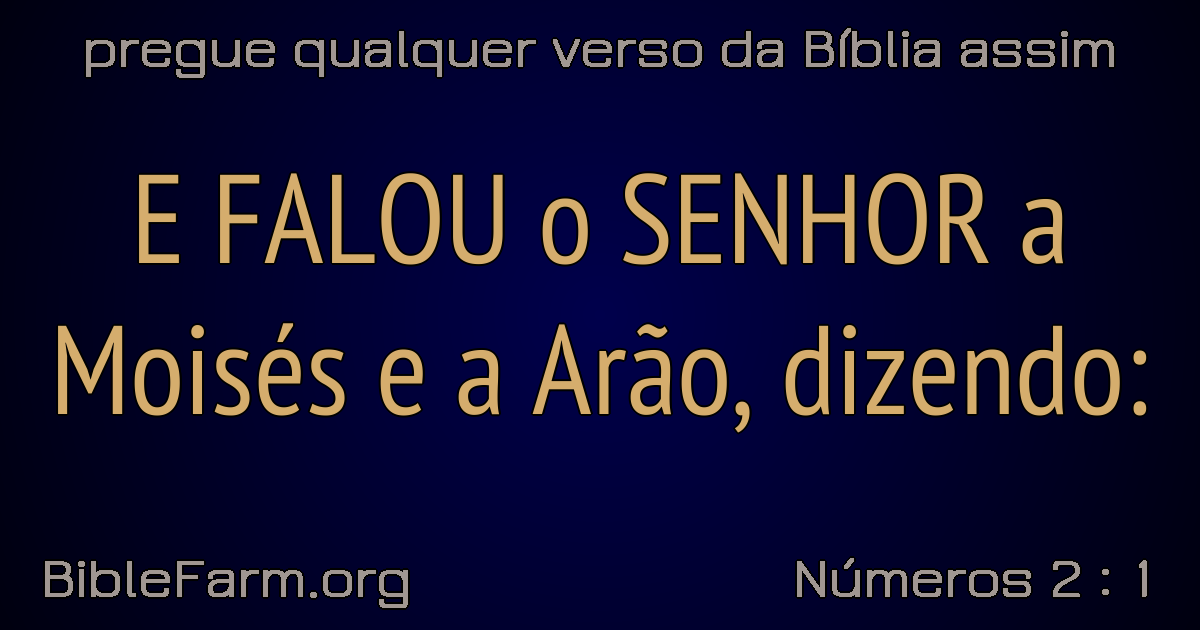 pregue qualquer verso da Bíblia assim
E FALOU o SENHOR a
Moisés e a Arão, dizendo:
BibleFarm.org
Números 2 : 1